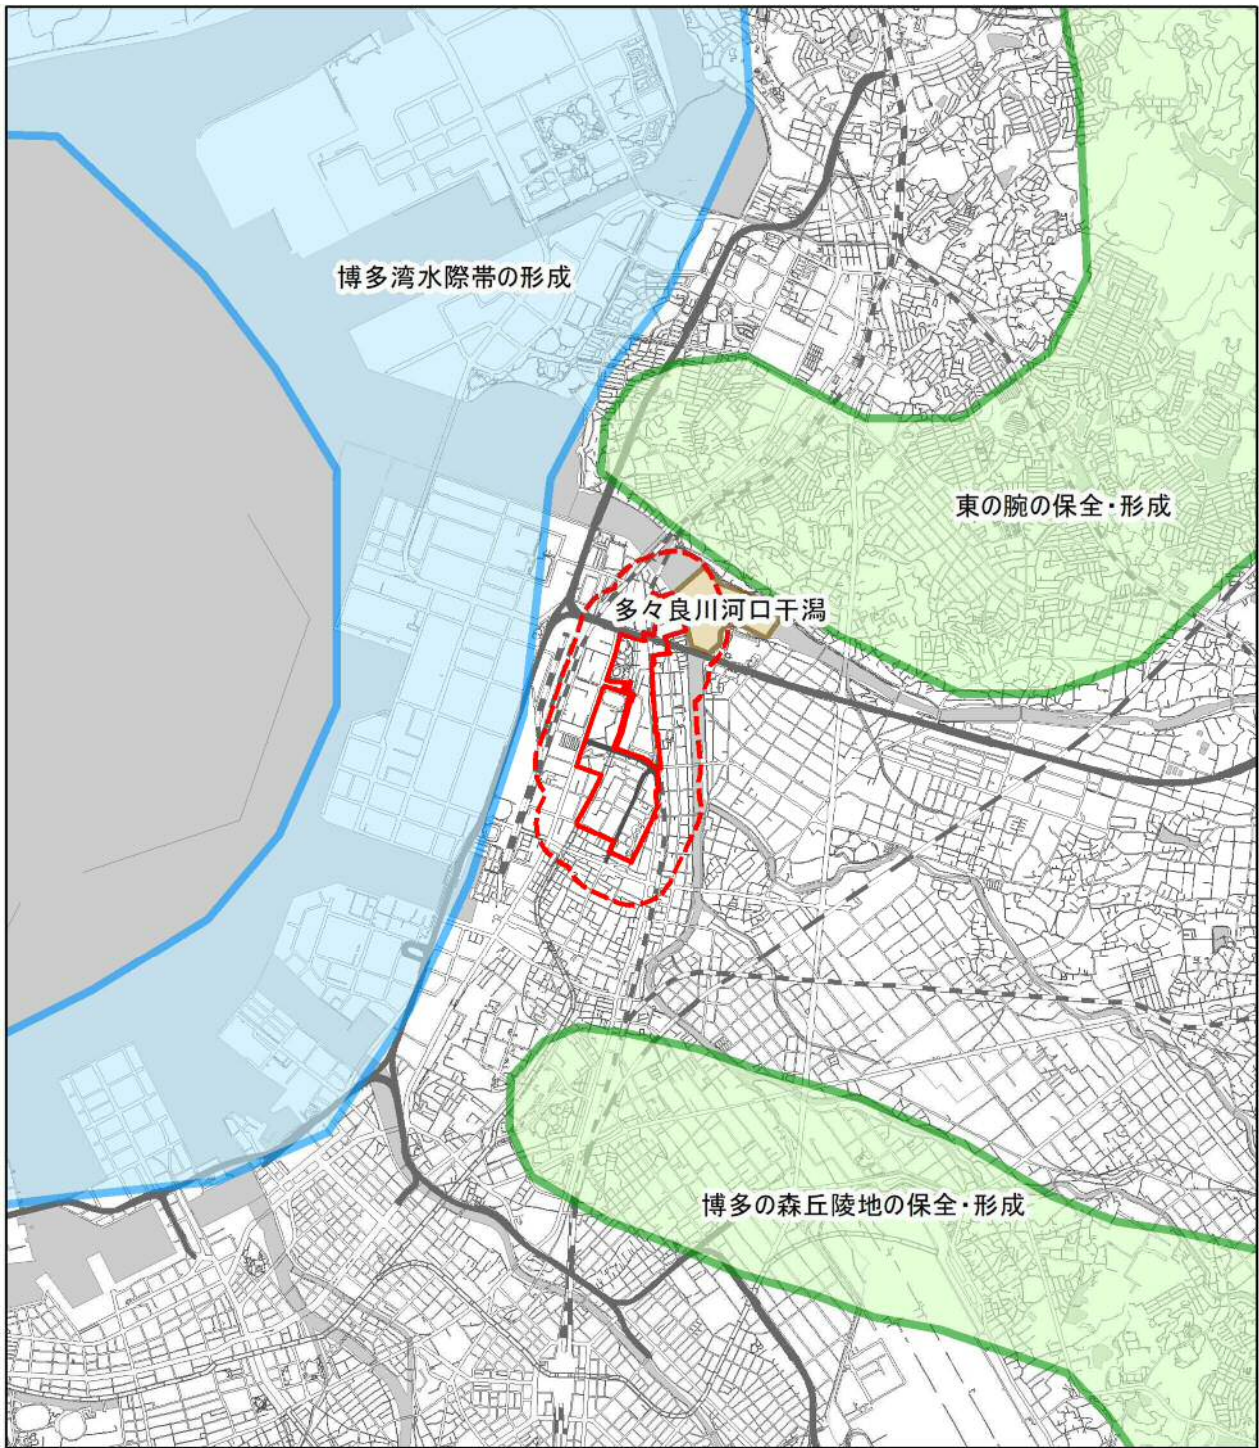 博多湾水際帯の形成
東の腕の保全・形成
多々良川河口干潟
博多の森丘陵地の保全・形成